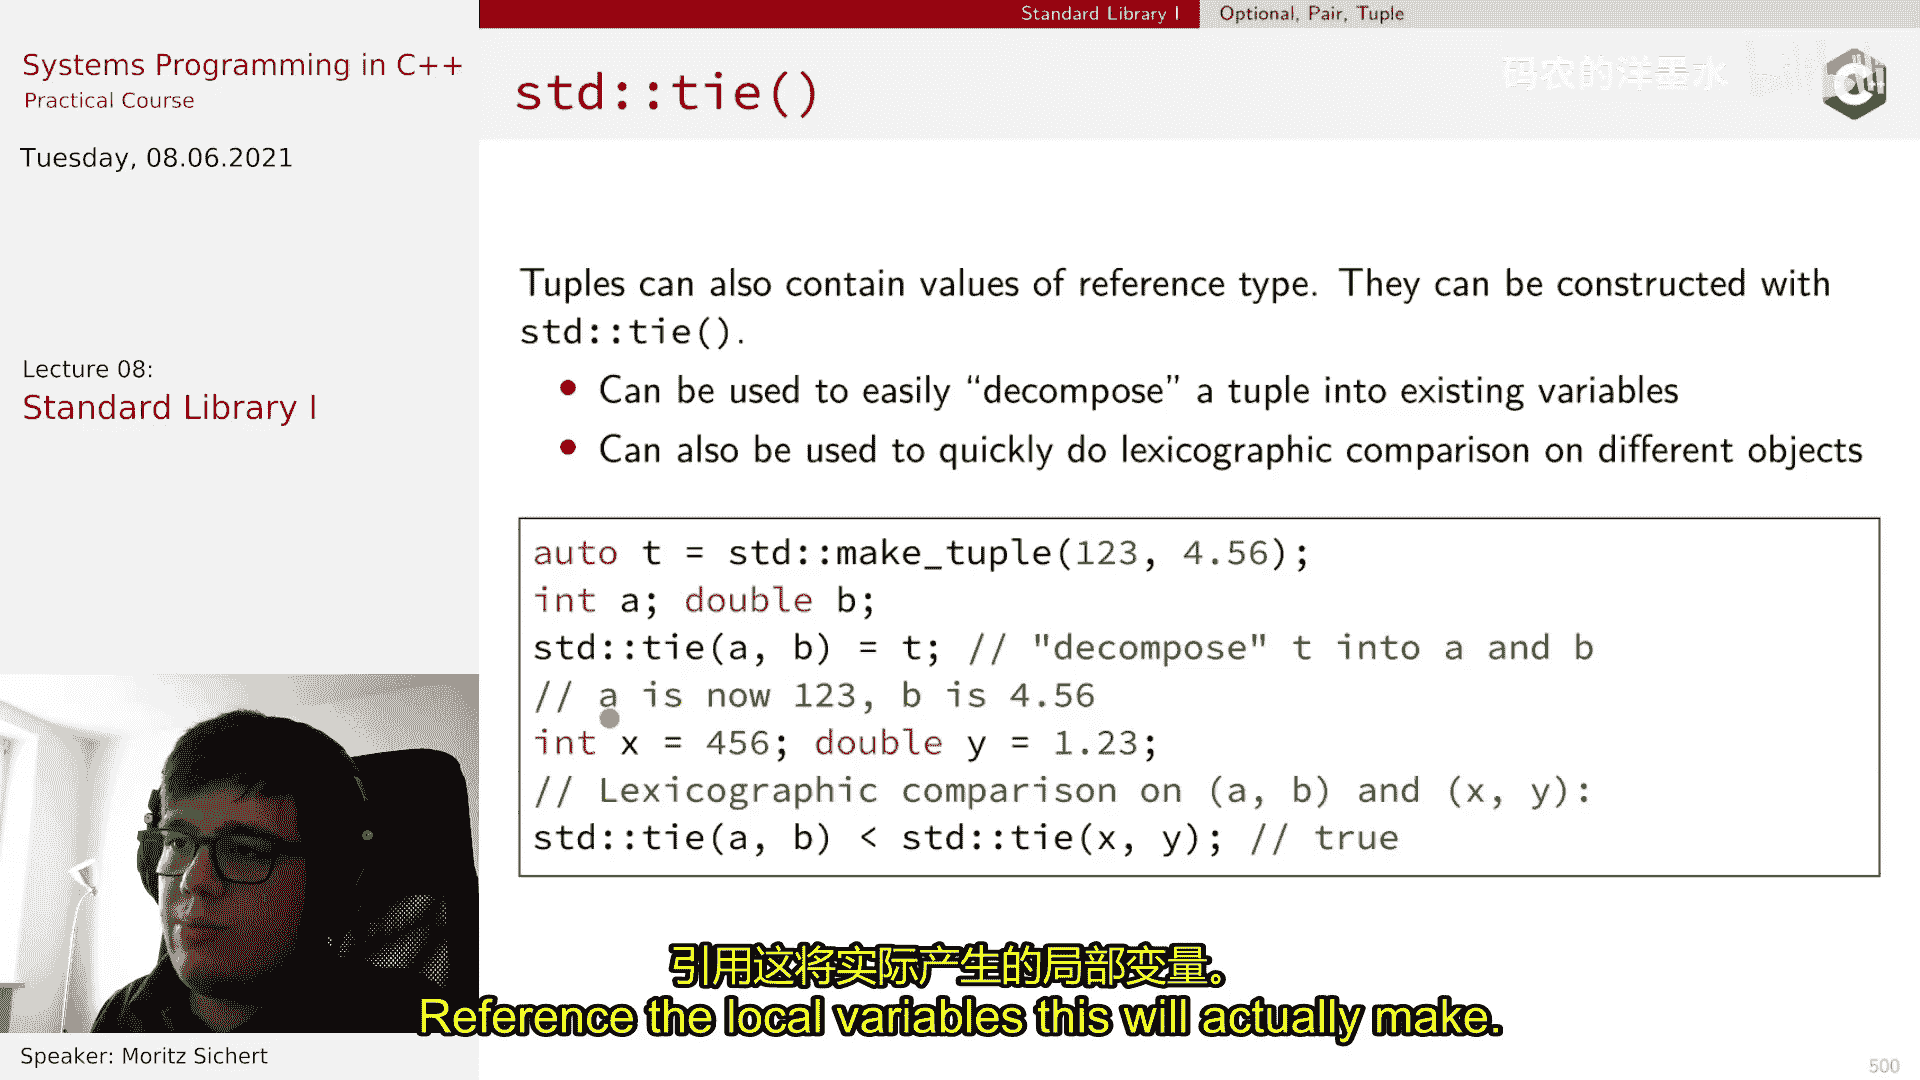 Standard Library I
Optional, Pair, Tuple
Systems Programming in C++
Practical Course
Tuesday, 08.06.2021
Lecture 08:
Standard Library I
std::tie()
码农的洋墨水
Tuples can also contain values of reference type. They can be constructed with
std::tie().
Can be used to easily “decompose” a tuple into existing variables
Can also be used to quickly do lexicographic comparison on different objects
auto t = std::make_tuple(123, 4.56);
int a; double b;
std::tie(a, b) = t; // "decompose" t into a and b
// a is now 123, b is 4.56
int x = 456; double y = 1.23;
// Lexicographic comparison on (a, b) and (x, y):
std::tie(a, b) < std::tie(x, y); // true
引用这将实际产生的局部变量。
Reference the local variables this will actually make.
Speaker: Moritz Sichert
500